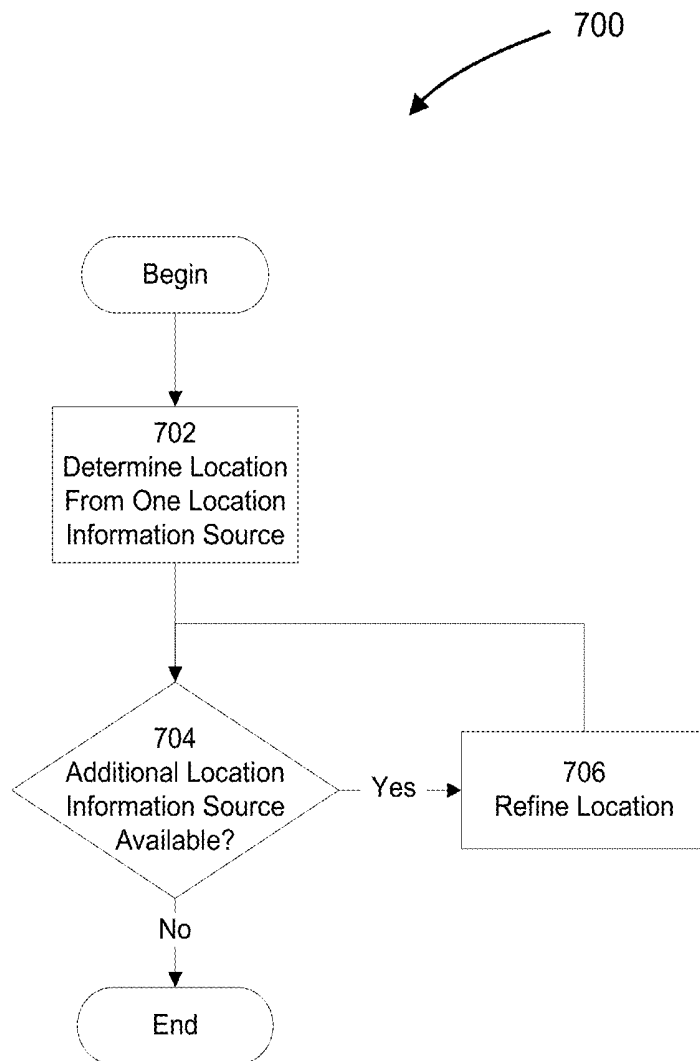 700
Begin
702
Determine Location
From One Location
Information Source
704
Additional Location
Information Source
Available?
Yes
706
Refine Location
No
End